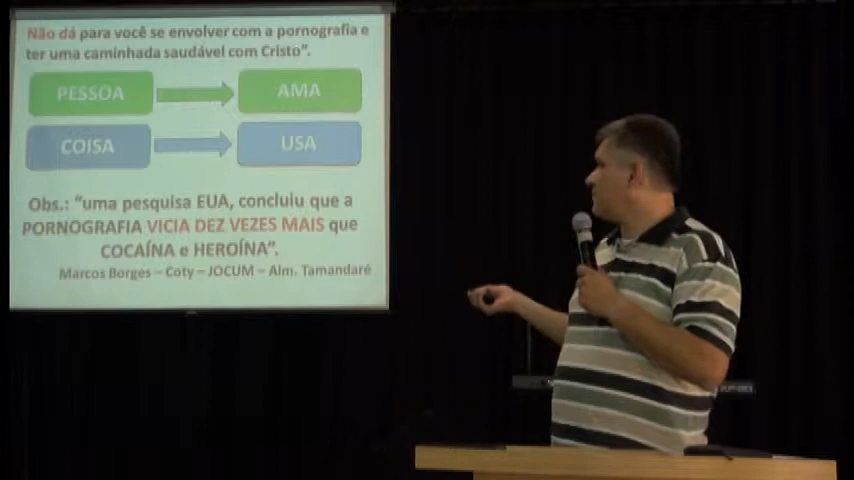 Não dá para você se envolver com a pornografia e
ter uma caminhada saudável com Cristo”.
PESSOA
AMA
COISA
USA
Obs.: “uma pesquisa EUA, concluiu que a
PORNOGRAFIA VICIA DEZ VEZES MAIS que
COCAÍNA e HEROÍNA”.
Marcos Borges – Coty – JOCUM – Alm. Tamandaré